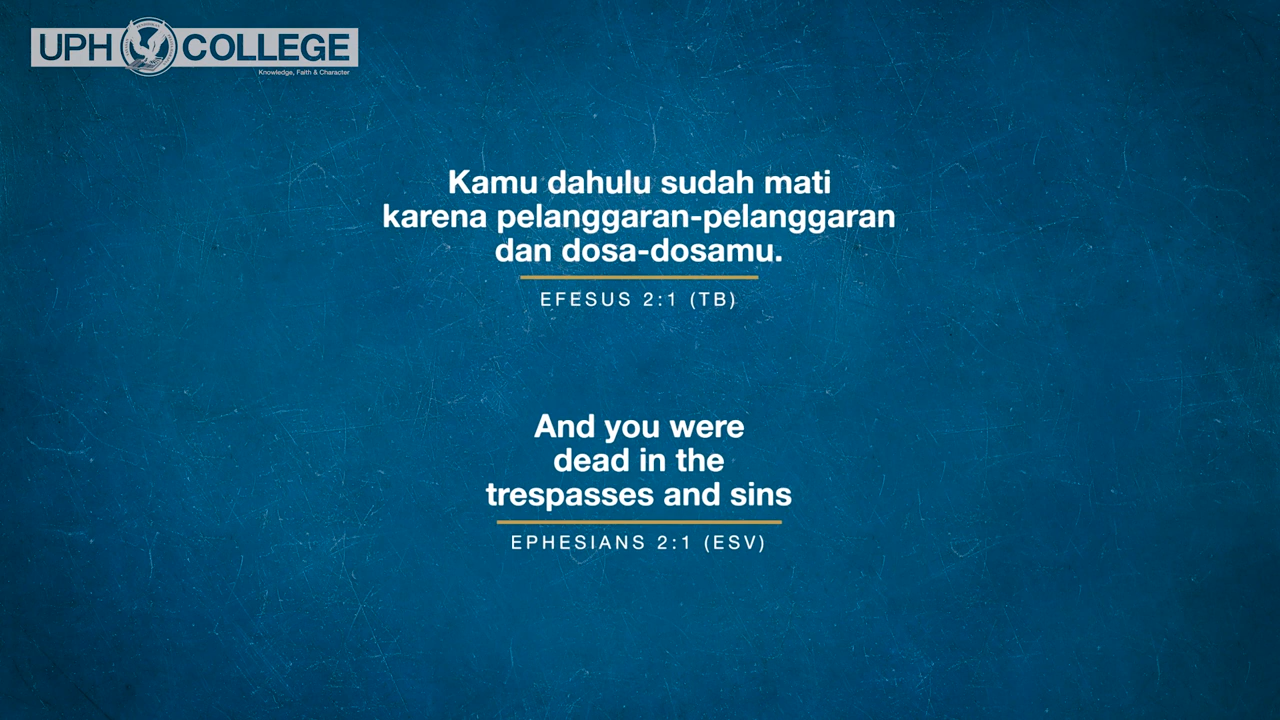 UPH COLLEGE
Knowledge, Faith & Character
Kamu dahulu sudah mati
karena pelanggaran-pelanggaran
dan dosa-dosamu.
EFESUS 2:1 (TB)
And you were
dead in the
trespasses and sins
EPHESIANS 2:1 (ESV)